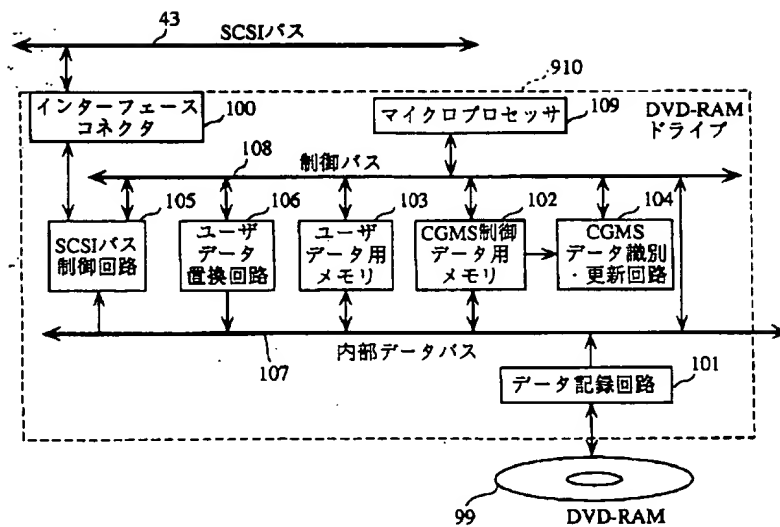 43
SCSIバス
910
インターフェース
コネクタ
100
マイクロプロセッサ
109
DVD-RAM
ドライブ
108
制御バス
105
106
103
102
104
SCSIバス
制御回路
ユーザ
データ
置換回路
ユーザ
データ用
メモリ
CGMS制御
データ用
メモリ
CGMS
データ識別
・更新回路
内部データバス
107
データ記録回路
101
99
DVD-RAM